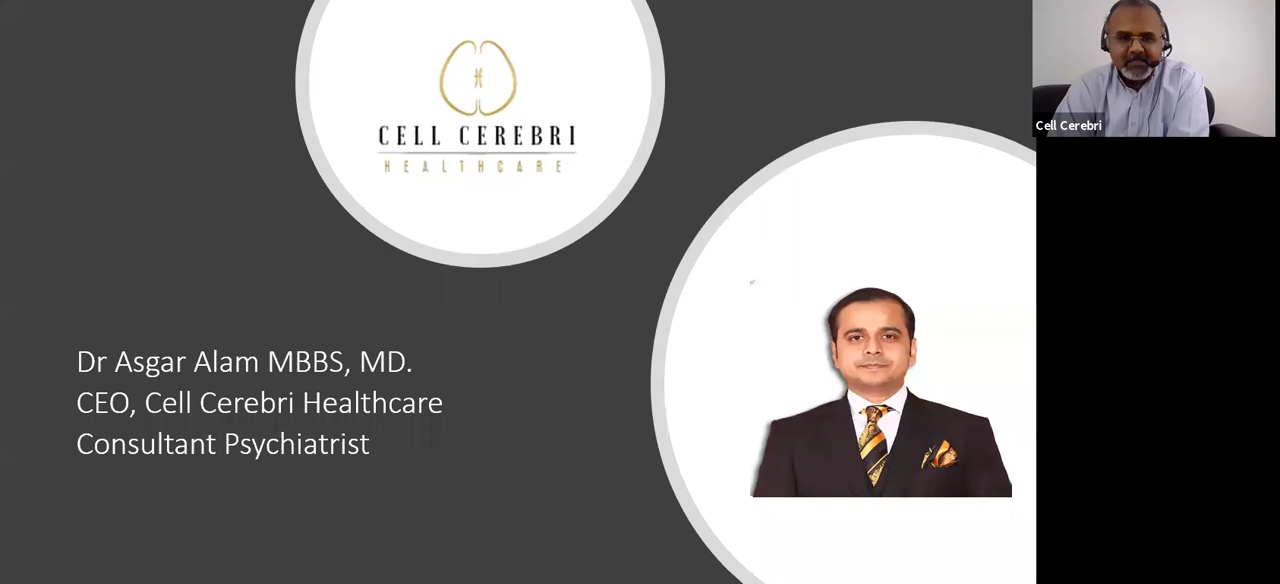 CELL CEREBRI
HEALTHCARE
Cell Cerebri
Dr Asgar Alam MBBS, MD.
CEO, Cell Cerebri Healthcare
Consultant Psychiatrist